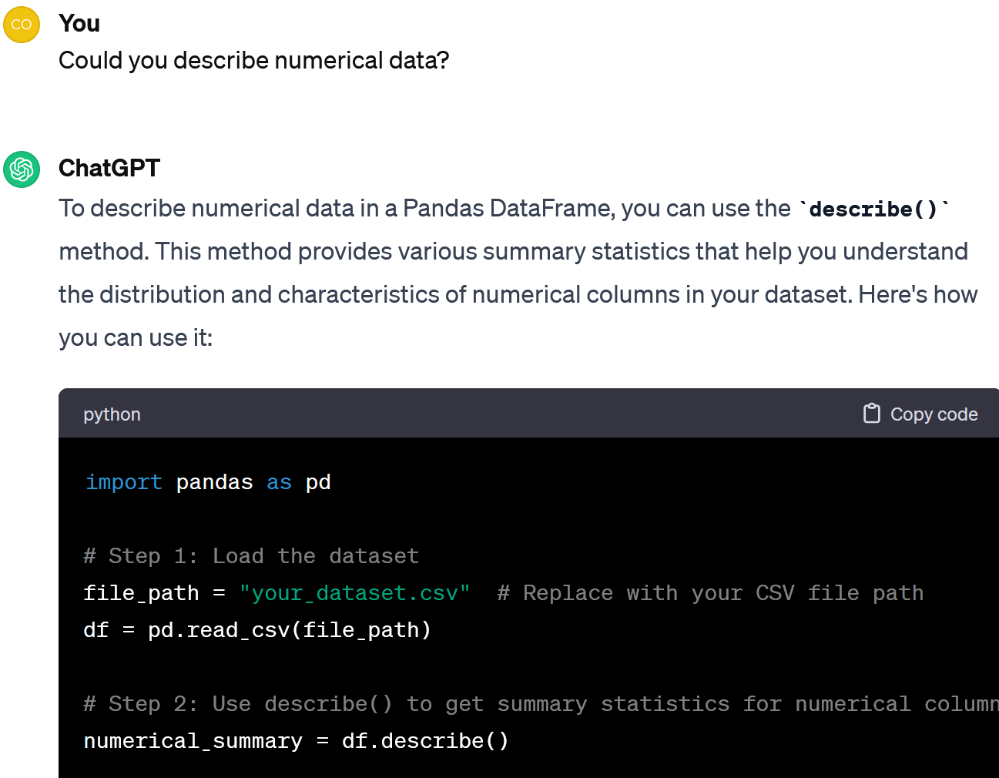 CO
You
Could you describe numerical data?
ChatGPT
To describe numerical data in a Pandas DataFrame, you can use the `describe()`
method. This method provides various summary statistics that help you understand
the distribution and characteristics of numerical columns in your dataset. Here's how
you can use it:
python Copy code
import pandas as pd
# Step 1: Load the dataset
file_path = "your_dataset.csv"  # Replace with your CSV file path
df = pd.read_csv(file_path)
# Step 2: Use describe() to get summary statistics for numerical column
numerical_summary = df.describe()